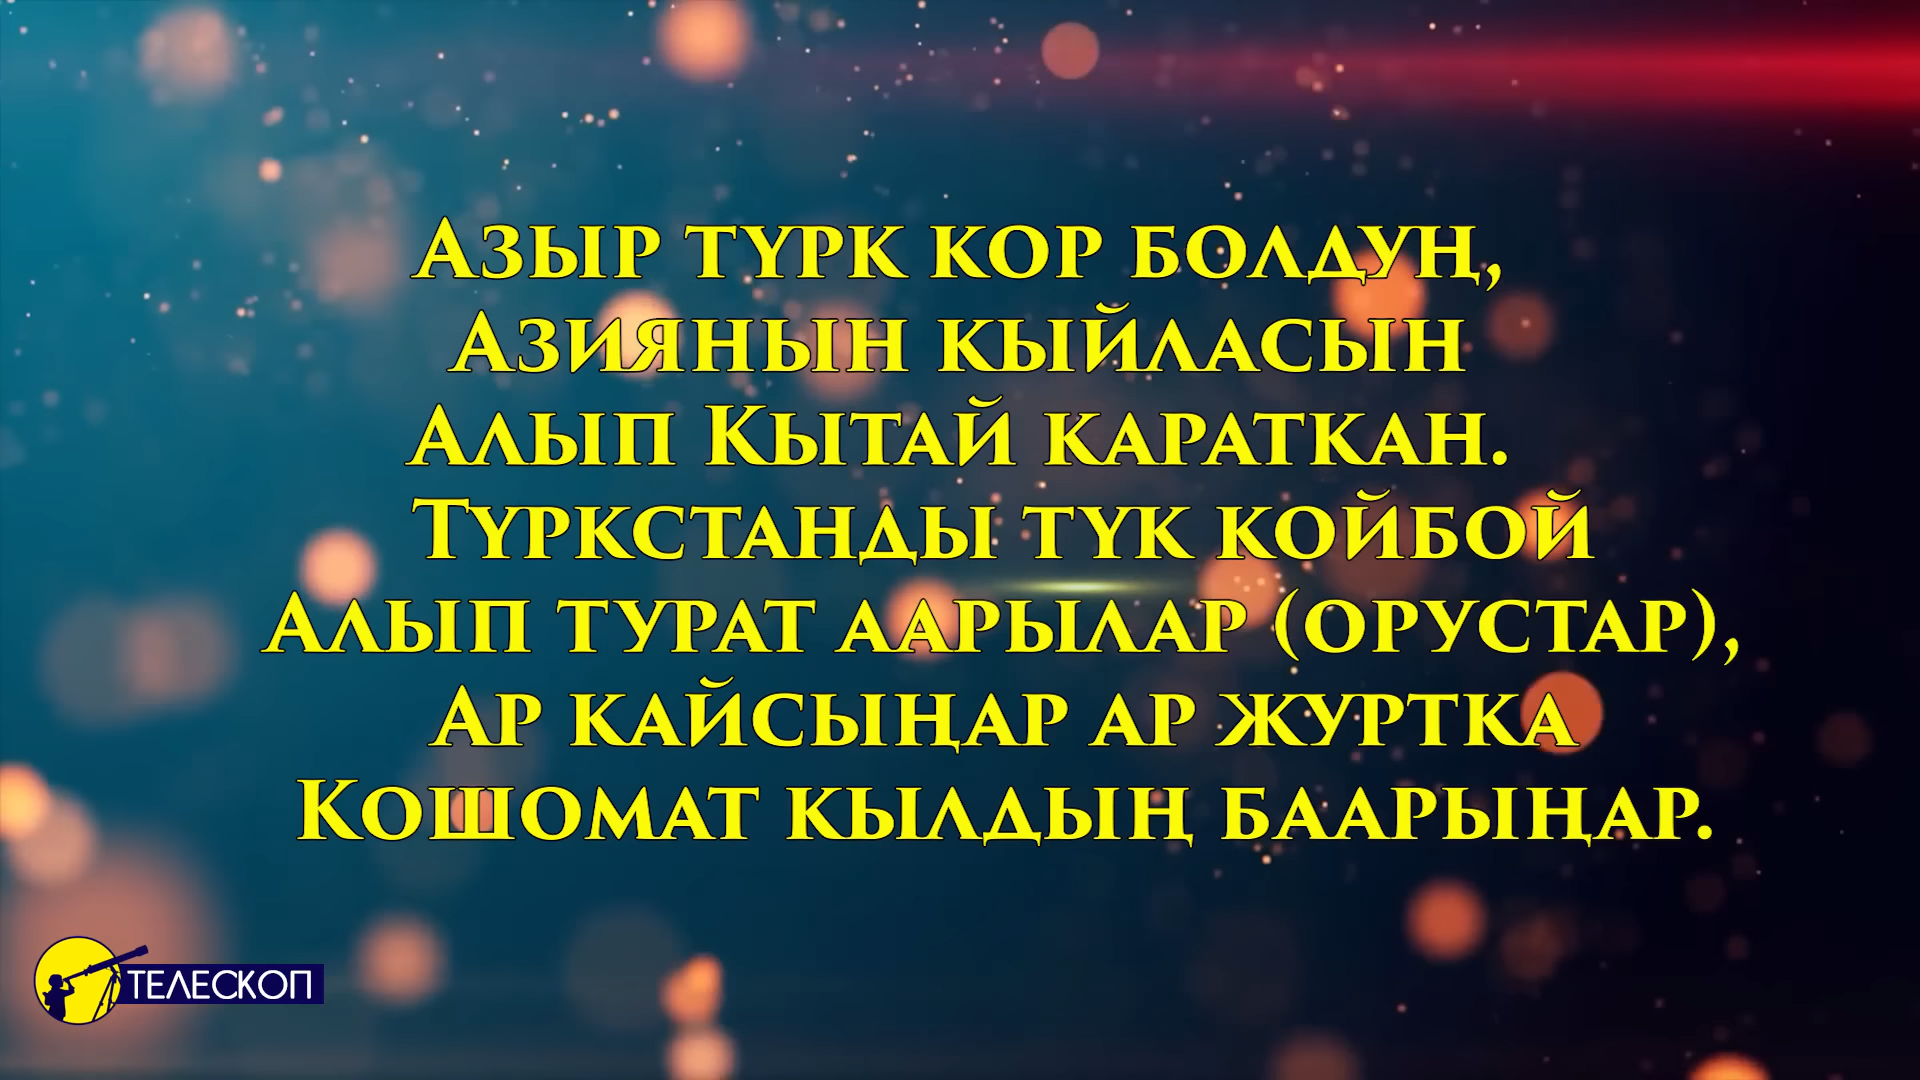 Азыр түрк кор болдуң,
Азиянын кыйласын
Алып Кытай караткан.
Түркстанды түк койбой
Алып турат аарылар (орустар),
Ар кайсыңар ар журтка
Кошомат кылдың баарыңар.
ТЕЛЕСКОП